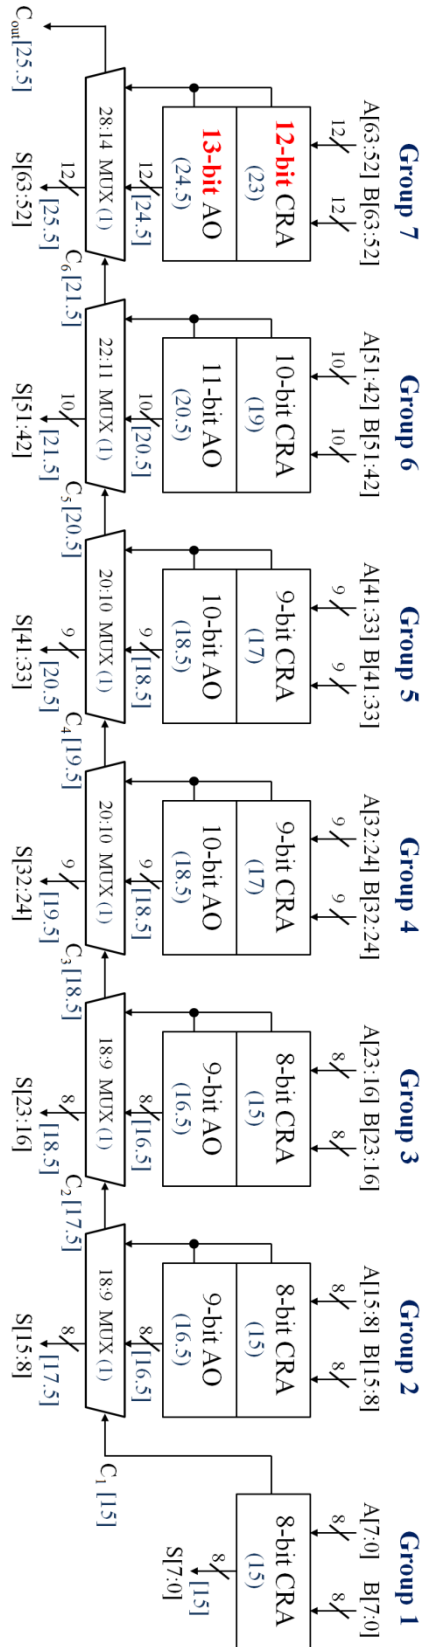 Group 7
A[63:52] B[63:52]
12
12
12-bit CRA
(23)
13-bit AO
(24.5)
12
[24.5]
28:14 MUX (1)
12
[25.5]
S[63:52]
Cout[25.5]
C6[21.5]
Group 6
A[51:42] B[51:42]
10
10
10-bit CRA
(19)
11-bit AO
(20.5)
10
[20.5]
22:11 MUX (1)
10
[21.5]
S[51:42]
C5[20.5]
Group 5
A[41:33] B[41:33]
9
9
9-bit CRA
(17)
10-bit AO
(18.5)
9
[18.5]
20:10 MUX (1)
9
[20.5]
S[41:33]
C4[19.5]
Group 4
A[32:24] B[32:24]
9
9
9-bit CRA
(17)
10-bit AO
(18.5)
9
[18.5]
20:10 MUX (1)
9
[19.5]
S[32:24]
C3[18.5]
Group 3
A[23:16] B[23:16]
8
8
8-bit CRA
(15)
9-bit AO
(16.5)
8
[16.5]
18:9 MUX (1)
8
[18.5]
S[23:16]
C2[17.5]
Group 2
A[15:8] B[15:8]
8
8
8-bit CRA
(15)
9-bit AO
(16.5)
8
[16.5]
18:9 MUX (1)
8
[17.5]
S[15:8]
C1 [15]
Group 1
A[7:0] B[7:0]
8
8
8-bit CRA
(15)
8
[15]
S[7:0]